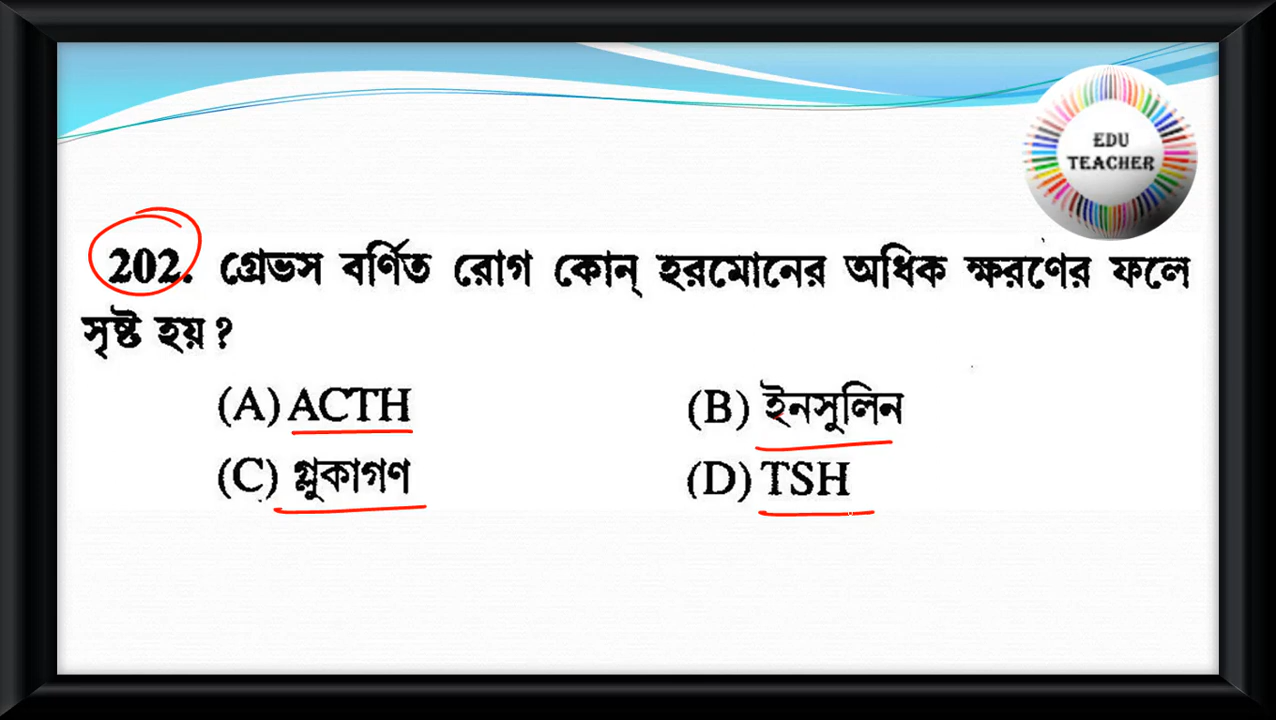 EDU
TEACHER
202. গ্রেভস বর্ণিত রোগ কোন্ হরমোনের অধিক ক্ষরণের ফলে
সৃষ্ট হয় ?
(A) ACTH (B) ইনসুলিন
(C) গ্লুকাগণ (D) TSH